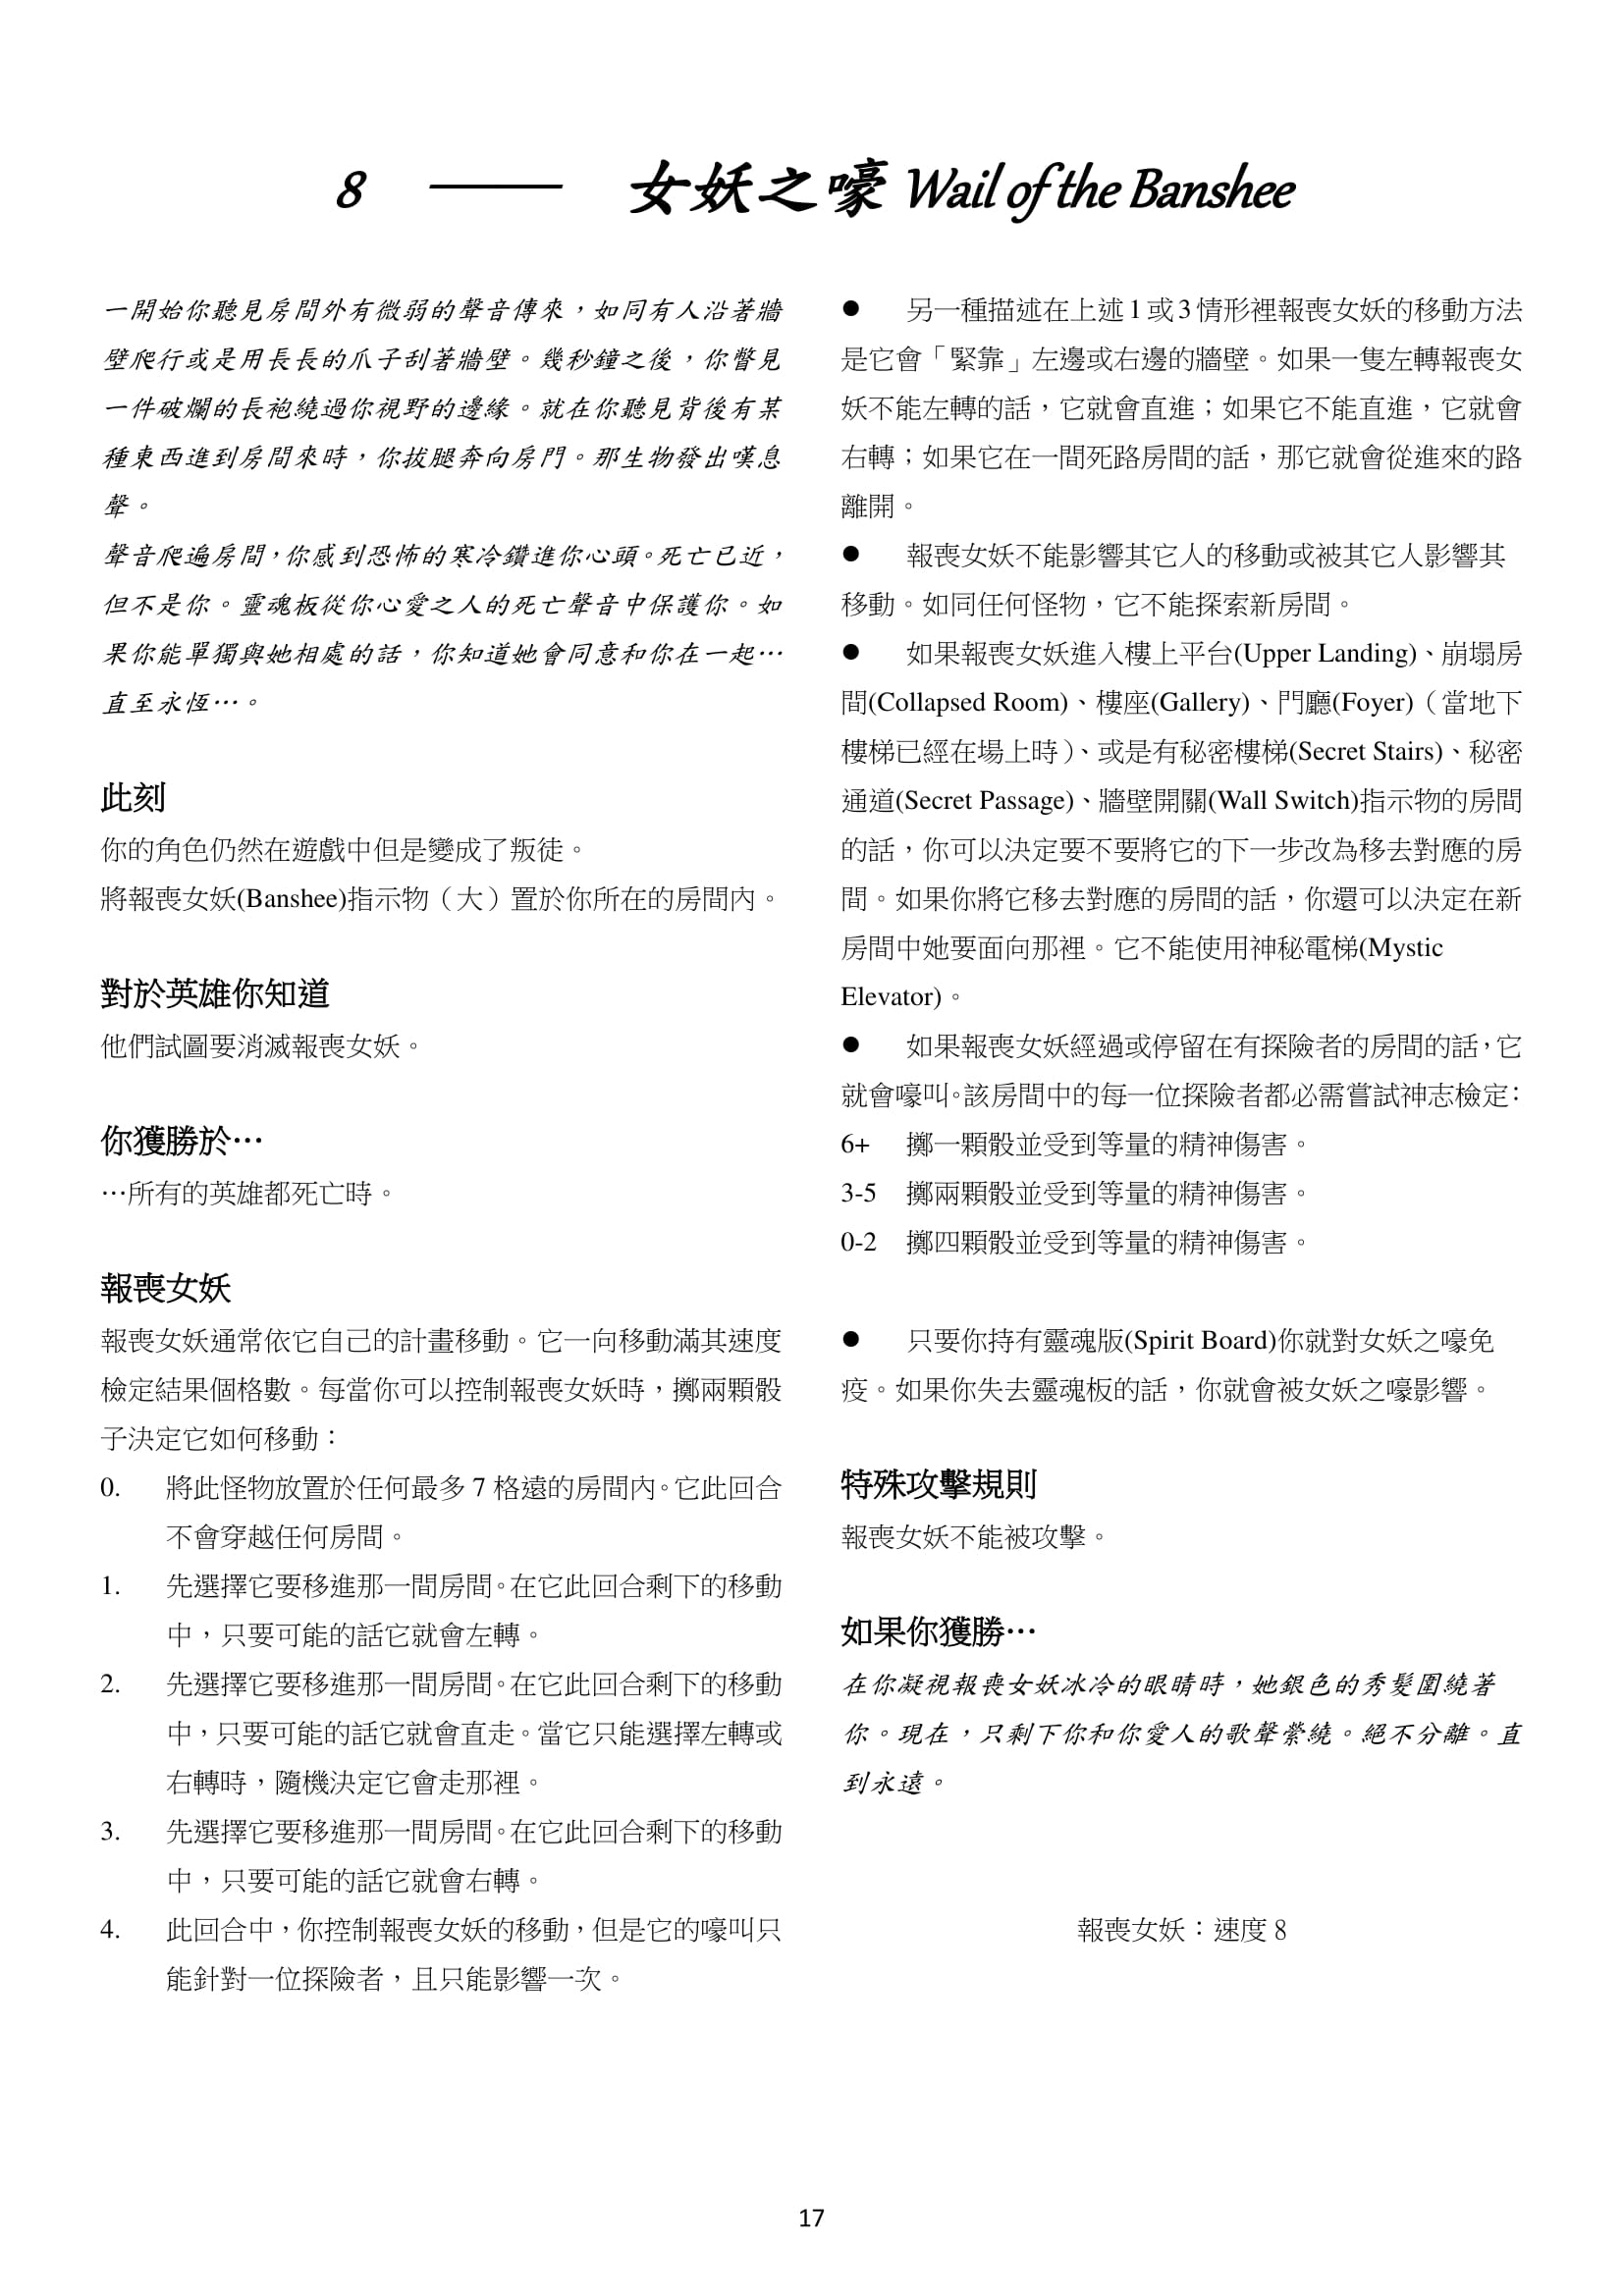 8 —— 女妖之嚎 Wail of the Banshee
一開始你聽見房間外有微弱的聲音傳來，如同有人沿著牆
壁爬行或是用長長的爪子刮著牆壁。幾秒鐘之後，你瞥見
一件破爛的長袍繞過你視野的邊緣。就在你聽見背後有某
種東西進到房間來時，你拔腿奔向房門。那生物發出嘆息
聲。
聲音爬遍房間，你感到恐怖的寒冷鑽進你心頭。死亡已近，
但不是你。靈魂板從你心愛之人的死亡聲音中保護你。如
果你能單獨與她相處的話，你知道她會同意和你在一起…
直至永恆…。
此刻
你的角色仍然在遊戲中但是變成了叛徒。
將報喪女妖(Banshee)指示物（大）置於你所在的房間內。
對於英雄你知道
他們試圖要消滅報喪女妖。
你獲勝於…
…所有的英雄都死亡時。
報喪女妖
報喪女妖通常依它自己的計畫移動。它一向移動滿其速度
檢定結果個格數。每當你可以控制報喪女妖時，擲兩顆骰
子決定它如何移動：
0. 將此怪物放置於任何最多 7 格遠的房間內。它此回合
不會穿越任何房間。
1. 先選擇它要移進那一間房間。在它此回合剩下的移動
中，只要可能的話它就會左轉。
2. 先選擇它要移進那一間房間。在它此回合剩下的移動
中，只要可能的話它就會直走。當它只能選擇左轉或
右轉時，隨機決定它會走那裡。
3. 先選擇它要移進那一間房間。在它此回合剩下的移動
中，只要可能的話它就會右轉。
4. 此回合中，你控制報喪女妖的移動，但是它的嚎叫只
能針對一位探險者，且只能影響一次。
● 另一種描述在上述 1 或 3 情形裡報喪女妖的移動方法
是它會「緊靠」左邊或右邊的牆壁。如果一隻左轉報喪女
妖不能左轉的話，它就會直進；如果它不能直進，它就會
右轉；如果它在一間死路房間的話，那它就會從進來的路
離開。
● 報喪女妖不能影響其它人的移動或被其它人影響其
移動。如同任何怪物，它不能探索新房間。
● 如果報喪女妖進入樓上平台(Upper Landing)、崩塌房
間(Collapsed Room)、樓座(Gallery)、門廳(Foyer)（當地下
樓梯已經在場上時）、或是有秘密樓梯(Secret Stairs)、秘密
通道(Secret Passage)、牆壁開關(Wall Switch)指示物的房間
的話，你可以決定要不要將它的下一步改為移去對應的房
間。如果你將它移去對應的房間的話，你還可以決定在新
房間中她要面向那裡。它不能使用神秘電梯(Mystic
Elevator)。
● 如果報喪女妖經過或停留在有探險者的房間的話，它
就會嚎叫。該房間中的每一位探險者都必需嘗試神志檢定：
6+ 擲一顆骰並受到等量的精神傷害。
3-5 擲兩顆骰並受到等量的精神傷害。
0-2 擲四顆骰並受到等量的精神傷害。
● 只要你持有靈魂版(Spirit Board)你就對女妖之嚎免
疫。如果你失去靈魂板的話，你就會被女妖之嚎影響。
特殊攻擊規則
報喪女妖不能被攻擊。
如果你獲勝…
在你凝視報喪女妖冰冷的眼睛時，她銀色的秀髮圍繞著
你。現在，只剩下你和你愛人的歌聲縈繞。絕不分離。直
到永遠。
報喪女妖：速度 8
17